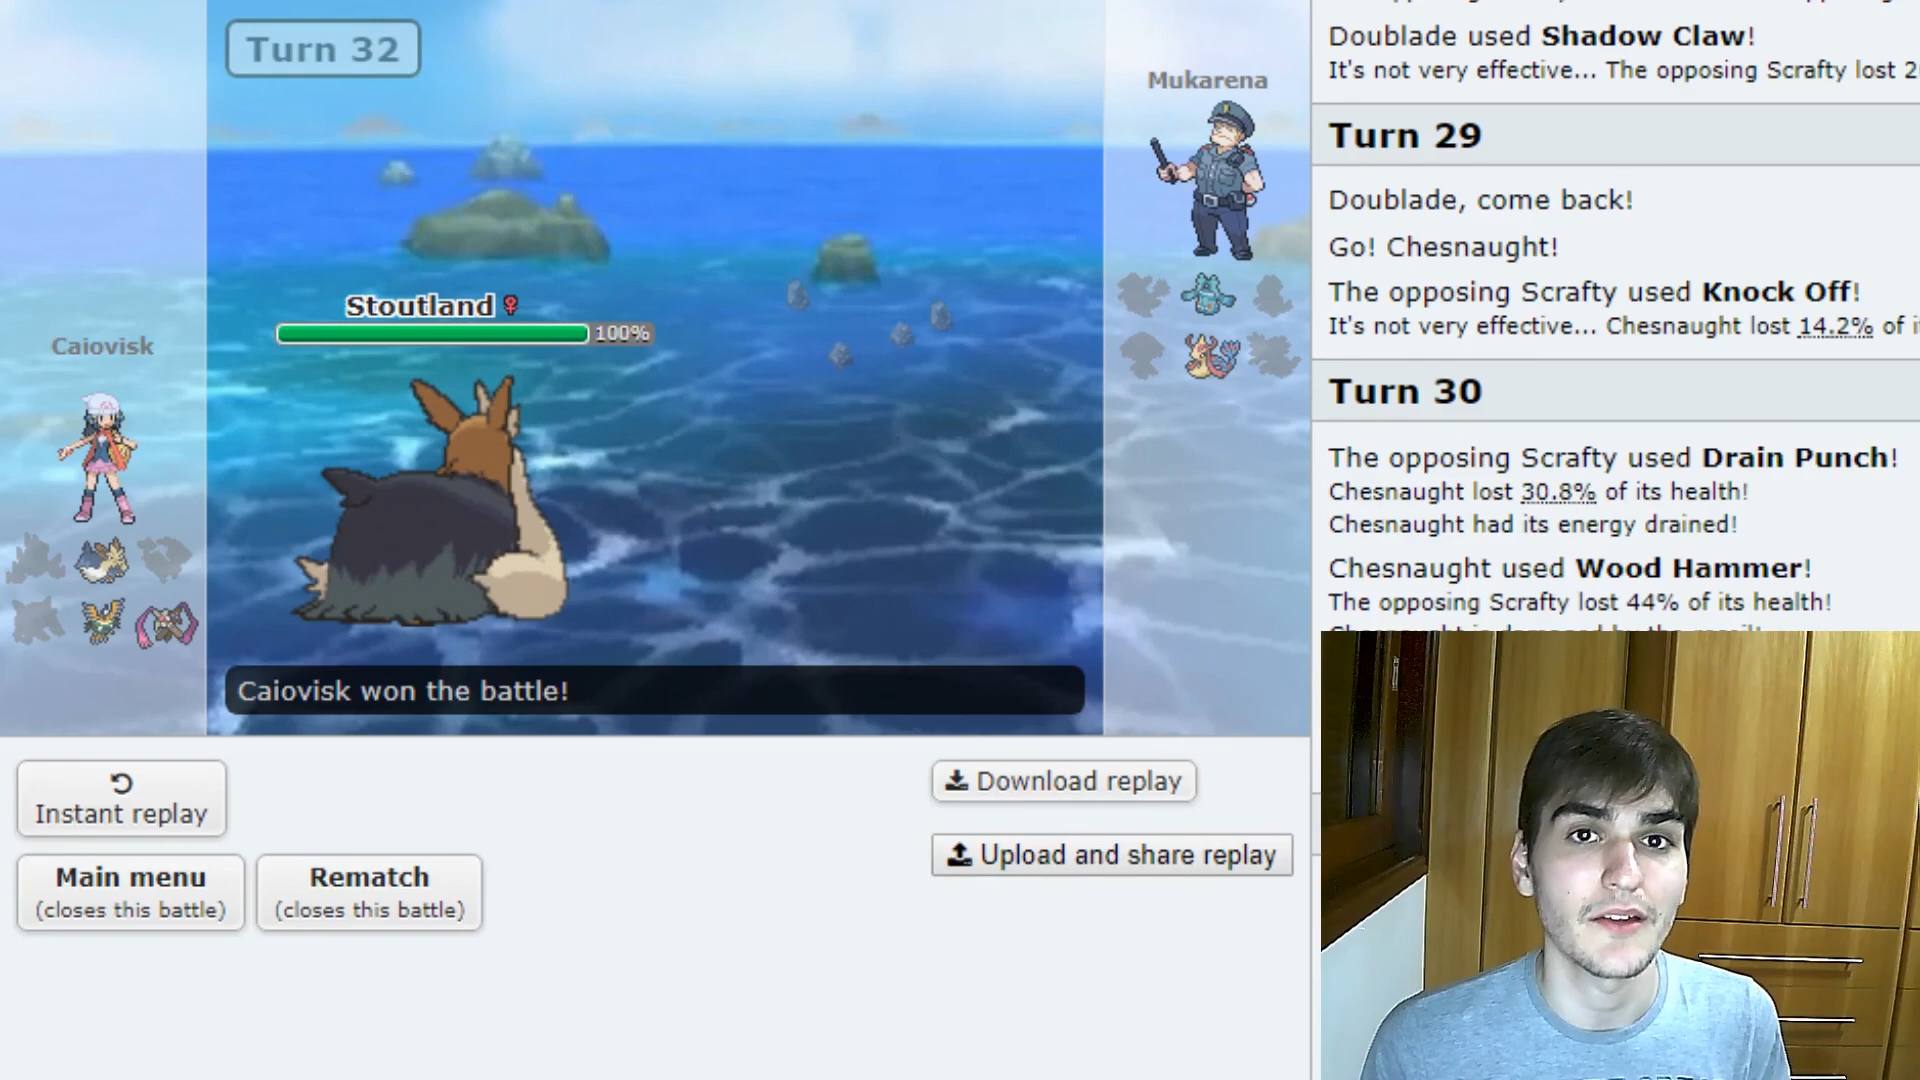 Turn 32
Mukarena
Stoutland ♀
100%
Caiovisk
Caiovisk won the battle!
Instant replay
Main menu
(closes this battle)
Rematch
(closes this battle)
Download replay
Upload and share replay
Doublade used Shadow Claw!
It's not very effective... The opposing Scrafty lost 2
Turn 29
Doublade, come back!
Go! Chesnaught!
The opposing Scrafty used Knock Off!
It's not very effective... Chesnaught lost 14.2% of i
Turn 30
The opposing Scrafty used Drain Punch!
Chesnaught lost 30.8% of its health!
Chesnaught had its energy drained!
Chesnaught used Wood Hammer!
The opposing Scrafty lost 44% of its health!